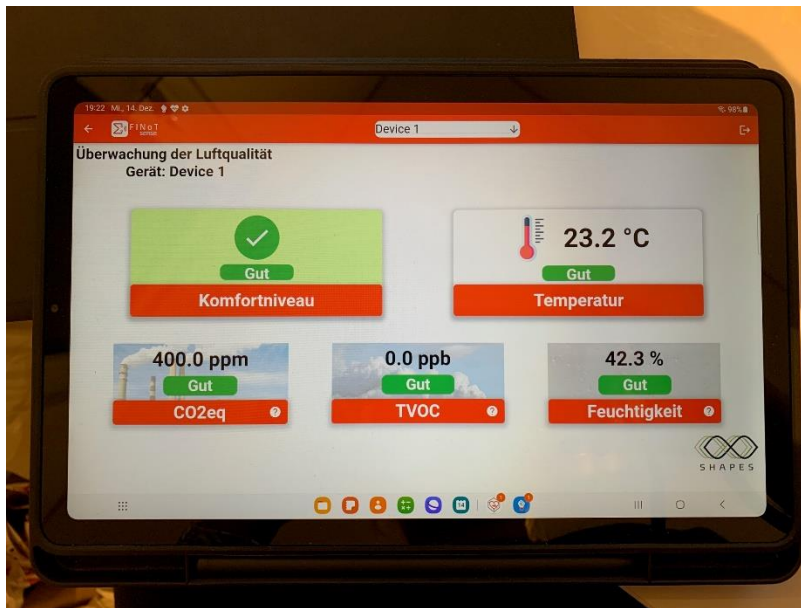 19:22 Mi., 14. Dez.
98%
FINoT
SENSE
Device 1
Überwachung der Luftqualität
Gerät: Device 1
Gut
Komfortniveau
23.2 °C
Gut
Temperatur
400.0 ppm
Gut
CO2eq ?
0.0 ppb
Gut
TVOC ?
42.3 %
Gut
Feuchtigkeit ?
SHAPES